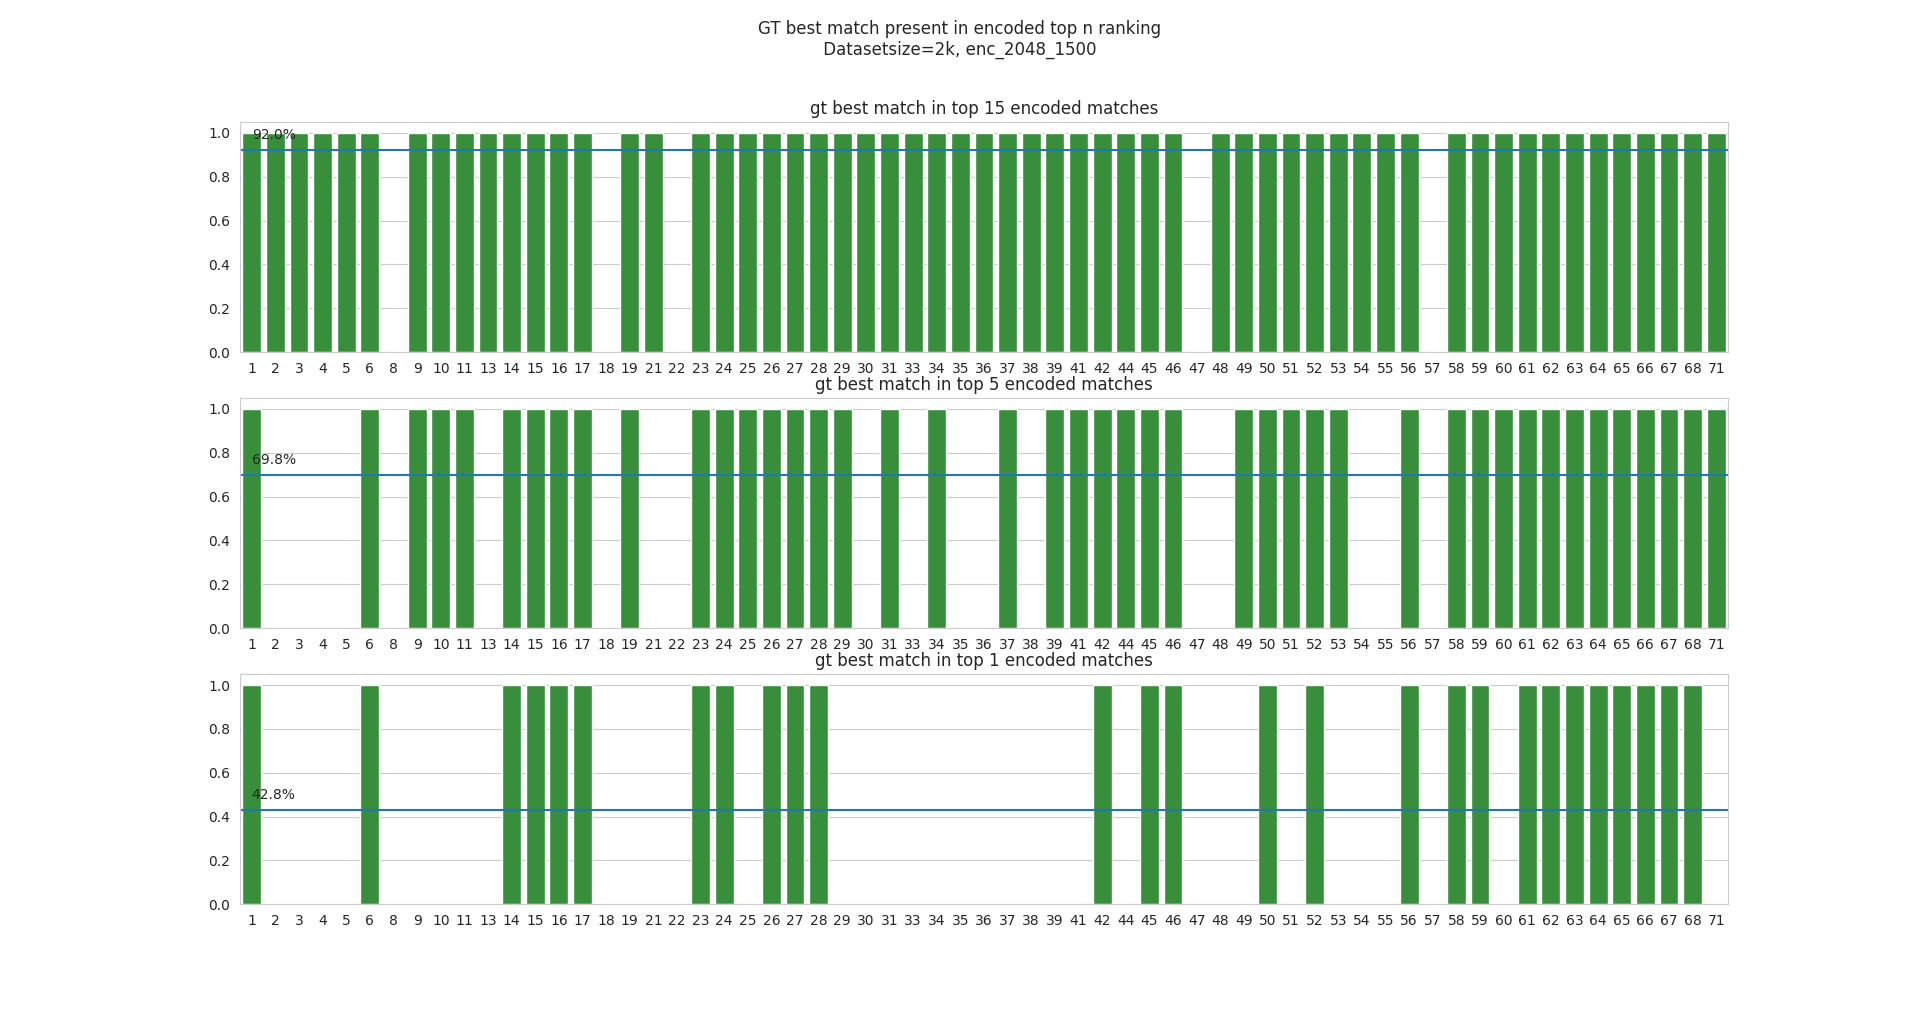 GT best match present in encoded top n ranking
Datasetsize=2k, enc_2048_1500
gt best match in top 15 encoded matches
1.0
92.0%
0.8
0.6
0.4
0.2
0.0
1 2 3 4 5 6 8 9 10 11 13 14 15 16 17 18 19 21 22 23 24 25 26 27 28 29 30 31 33 34 35 36 37 38 39 41 42 44 45 46 47 48 49 50 51 52 53 54 55 56 57 58 59 60 61 62 63 64 65 66 67 68 71
gt best match in top 5 encoded matches
1.0
0.8
69.8%
0.6
0.4
0.2
0.0
1 2 3 4 5 6 8 9 10 11 13 14 15 16 17 18 19 21 22 23 24 25 26 27 28 29 30 31 33 34 35 36 37 38 39 41 42 44 45 46 47 48 49 50 51 52 53 54 55 56 57 58 59 60 61 62 63 64 65 66 67 68 71
gt best match in top 1 encoded matches
1.0
0.8
0.6
42.8%
0.4
0.2
0.0
1 2 3 4 5 6 8 9 10 11 13 14 15 16 17 18 19 21 22 23 24 25 26 27 28 29 30 31 33 34 35 36 37 38 39 41 42 44 45 46 47 48 49 50 51 52 53 54 55 56 57 58 59 60 61 62 63 64 65 66 67 68 71